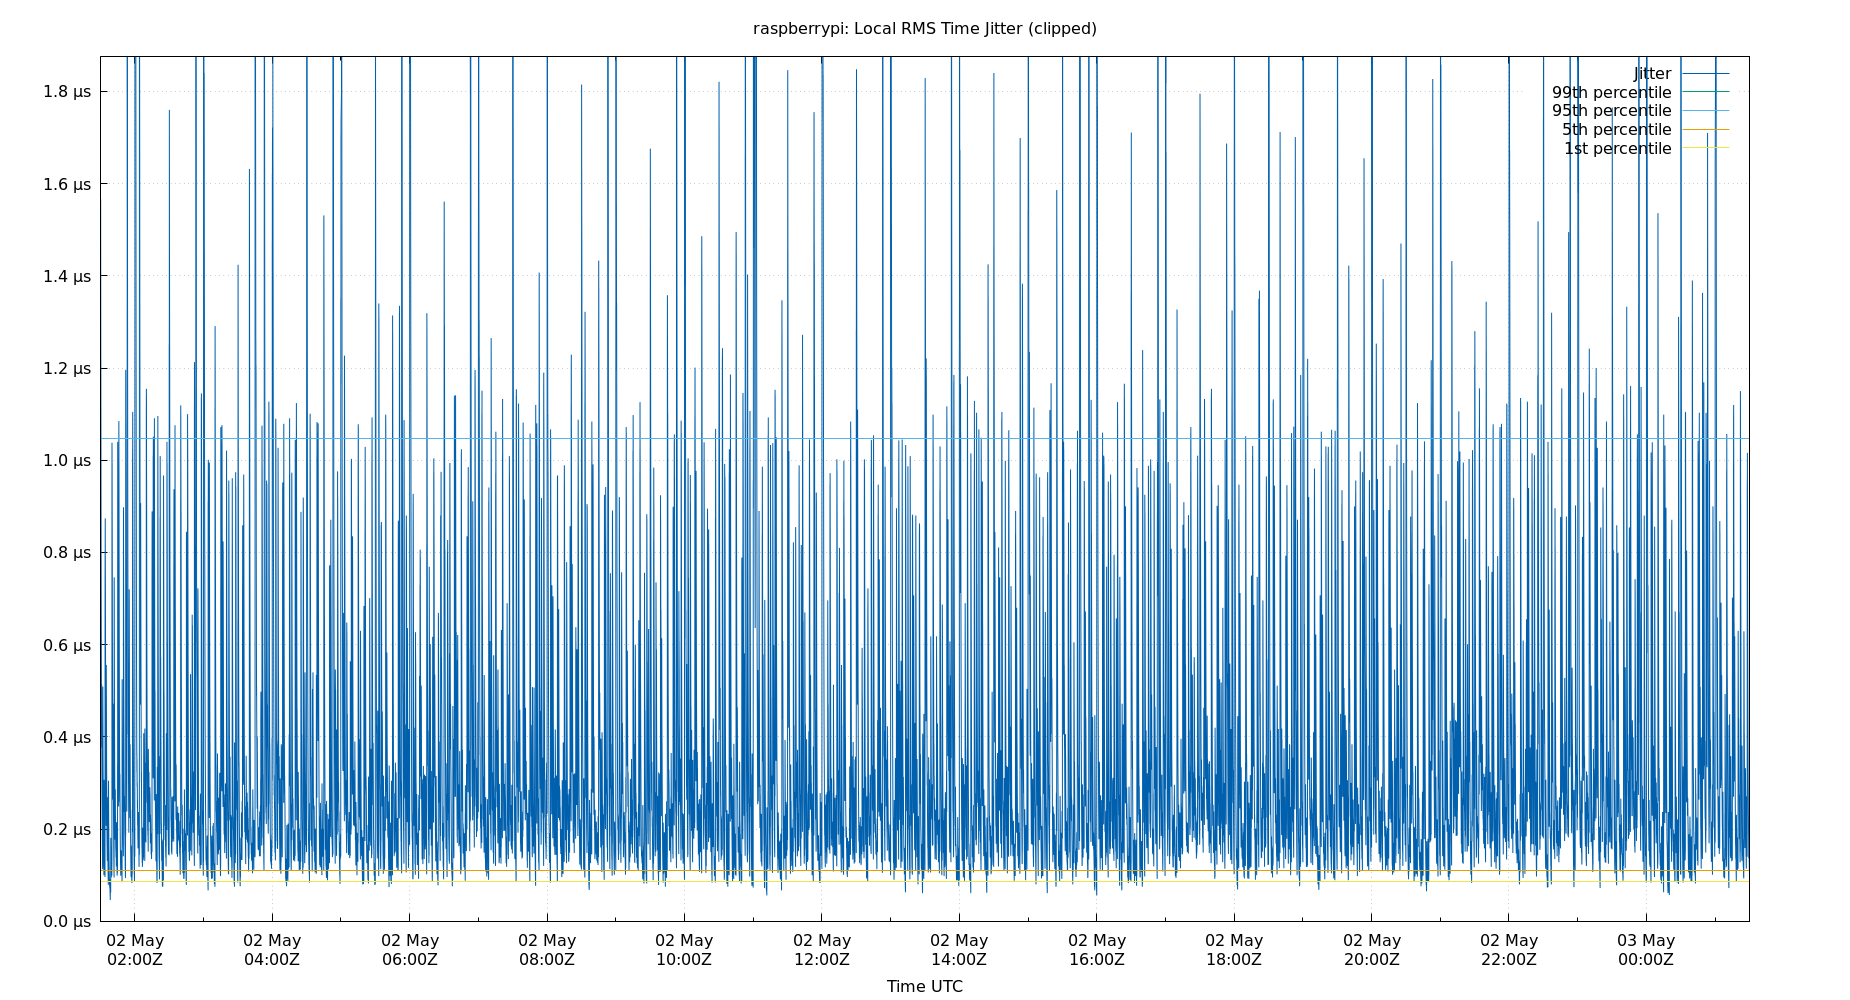 raspberrypi: Local RMS Time Jitter (clipped)
Jitter
99th percentile
95th percentile
5th percentile
1st percentile
1.8 μs
1.6 μs
1.4 μs
1.2 μs
1.0 μs
0.8 μs
0.6 μs
0.4 μs
0.2 μs
0.0 μs
02 May 02 May 02 May 02 May 02 May 02 May 02 May 02 May 02 May 02 May 02 May 03 May
02:00Z 04:00Z 06:00Z 08:00Z 10:00Z 12:00Z 14:00Z 16:00Z 18:00Z 20:00Z 22:00Z 00:00Z
Time UTC